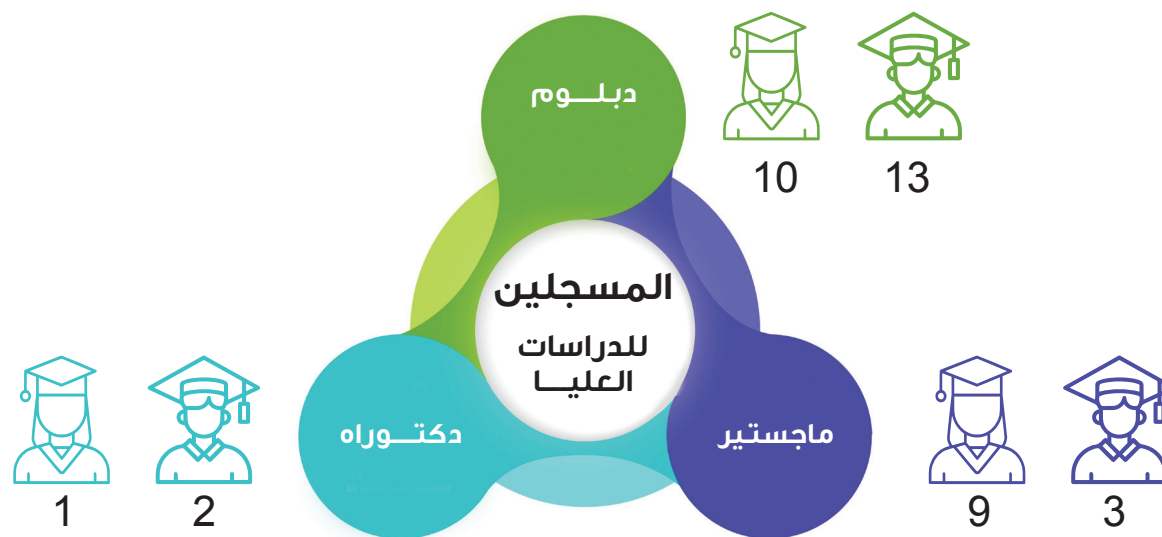 دبلـــوم
10 13
المسجلين
للدراسات
العليـــا
دكتـــوراه
ماجستير
1 2
9 3